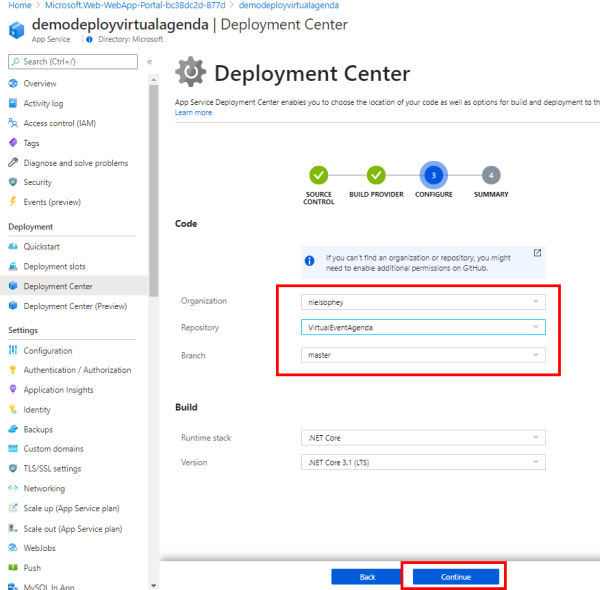 Home > Microsoft.Web-WebApp-Portal-bc38dc2d-877d > demodeployvirtualagenda
demodeployvirtualagenda | Deployment Center
App Service | Directory: Microsoft
Search (Ctrl+/)
Overview
Activity log
Access control (IAM)
Tags
Diagnose and solve problems
Security
Events (preview)
Deployment
Quickstart
Deployment slots
Deployment Center
Deployment Center (Preview)
Settings
Configuration
Authentication / Authorization
Application Insights
Identity
Backups
Custom domains
TLS/SSL settings
Networking
Scale up (App Service plan)
Scale out (App Service plan)
WebJobs
Push
MySQL In App
Deployment Center
App Service Deployment Center enables you to choose the location of your code as well as options for build and deployment to th
Learn more
3
4
SOURCE CONTROL
BUILD PROVIDER
CONFIGURE
SUMMARY
Code
If you can't find an organization or repository, you might
need to enable additional permissions on GitHub.
Organization
nielsophey
Repository
VirtualEventAgenda
Branch
master
Build
Runtime stack
.NET Core
Version
.NET Core 3.1 (LTS)
Back
Continue